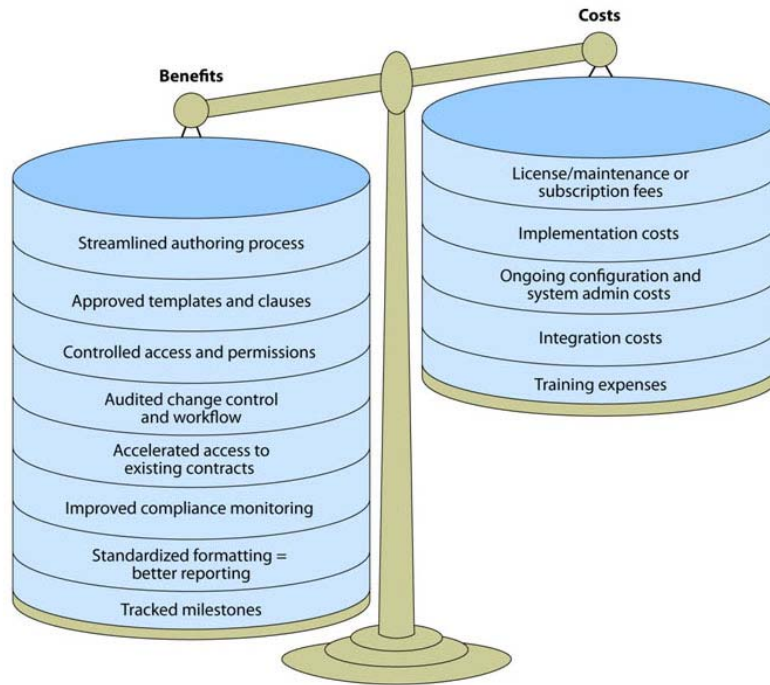 Costs
Benefits
License/maintenance or
subscription fees
Implementation costs
Ongoing configuration and
system admin costs
Integration costs
Training expenses
Streamlined authoring process
Approved templates and clauses
Controlled access and permissions
Audited change control
and workflow
Accelerated access to
existing contracts
Improved compliance monitoring
Standardized formatting =
better reporting
Tracked milestones